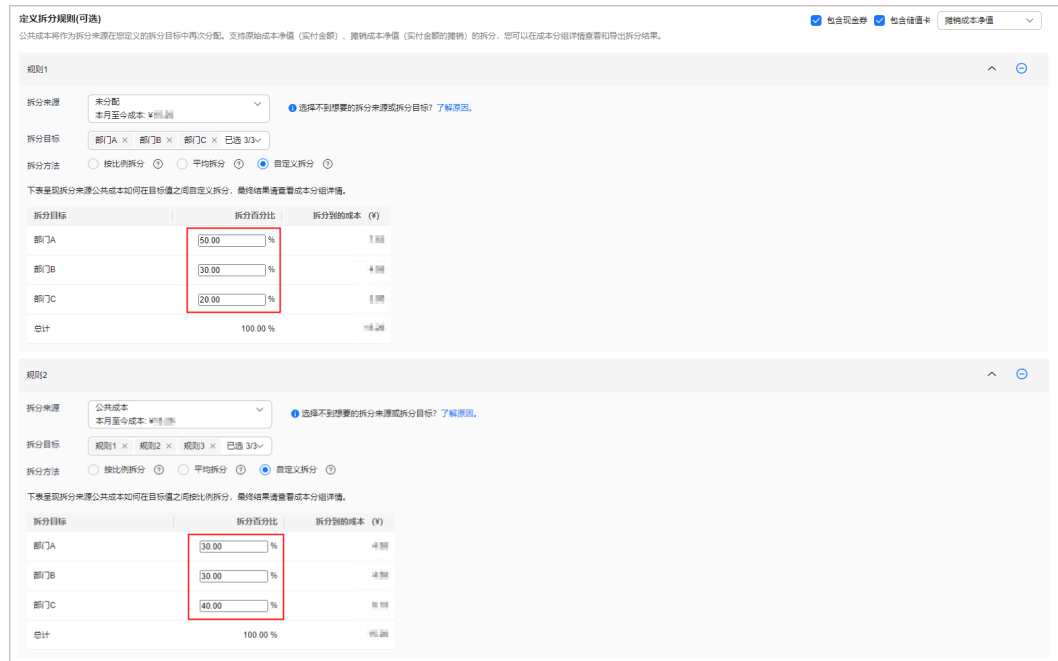 定义拆分规则(可选)
包含现金券 包含储值卡 摊销成本净值
公共成本将作为拆分来源在您定义的拆分目标中再次分配。支持原始成本净值（实付金额）、摊销成本净值（实付金额的摊销）的拆分，您可以在成本分组详情查看和导出拆分结果。
规则1
拆分来源 未分配
本月至今成本: ¥
选择不到想要的拆分来源或拆分目标？了解原因。
拆分目标 部门A × 部门B × 部门C × 已选 3/3
拆分方法 按比例拆分 ? 平均拆分 ? 自定义拆分 ?
下表呈现拆分来源公共成本如何在目标值之间自定义拆分，最终结果请查看成本分组详情。
拆分目标 拆分百分比 拆分到的成本 (¥)
部门A 50.00 %
部门B 30.00 %
部门C 20.00 %
总计 100.00 %
规则2
拆分来源 公共成本
本月至今成本: ¥
选择不到想要的拆分来源或拆分目标？了解原因。
拆分目标 规则1 × 规则2 × 规则3 × 已选 3/3
拆分方法 按比例拆分 ? 平均拆分 ? 自定义拆分 ?
下表呈现拆分来源公共成本如何在目标值之间按比例拆分，最终结果请查看成本分组详情。
拆分目标 拆分百分比 拆分到的成本 (¥)
部门A 30.00 %
部门B 30.00 %
部门C 40.00 %
总计 100.00 %